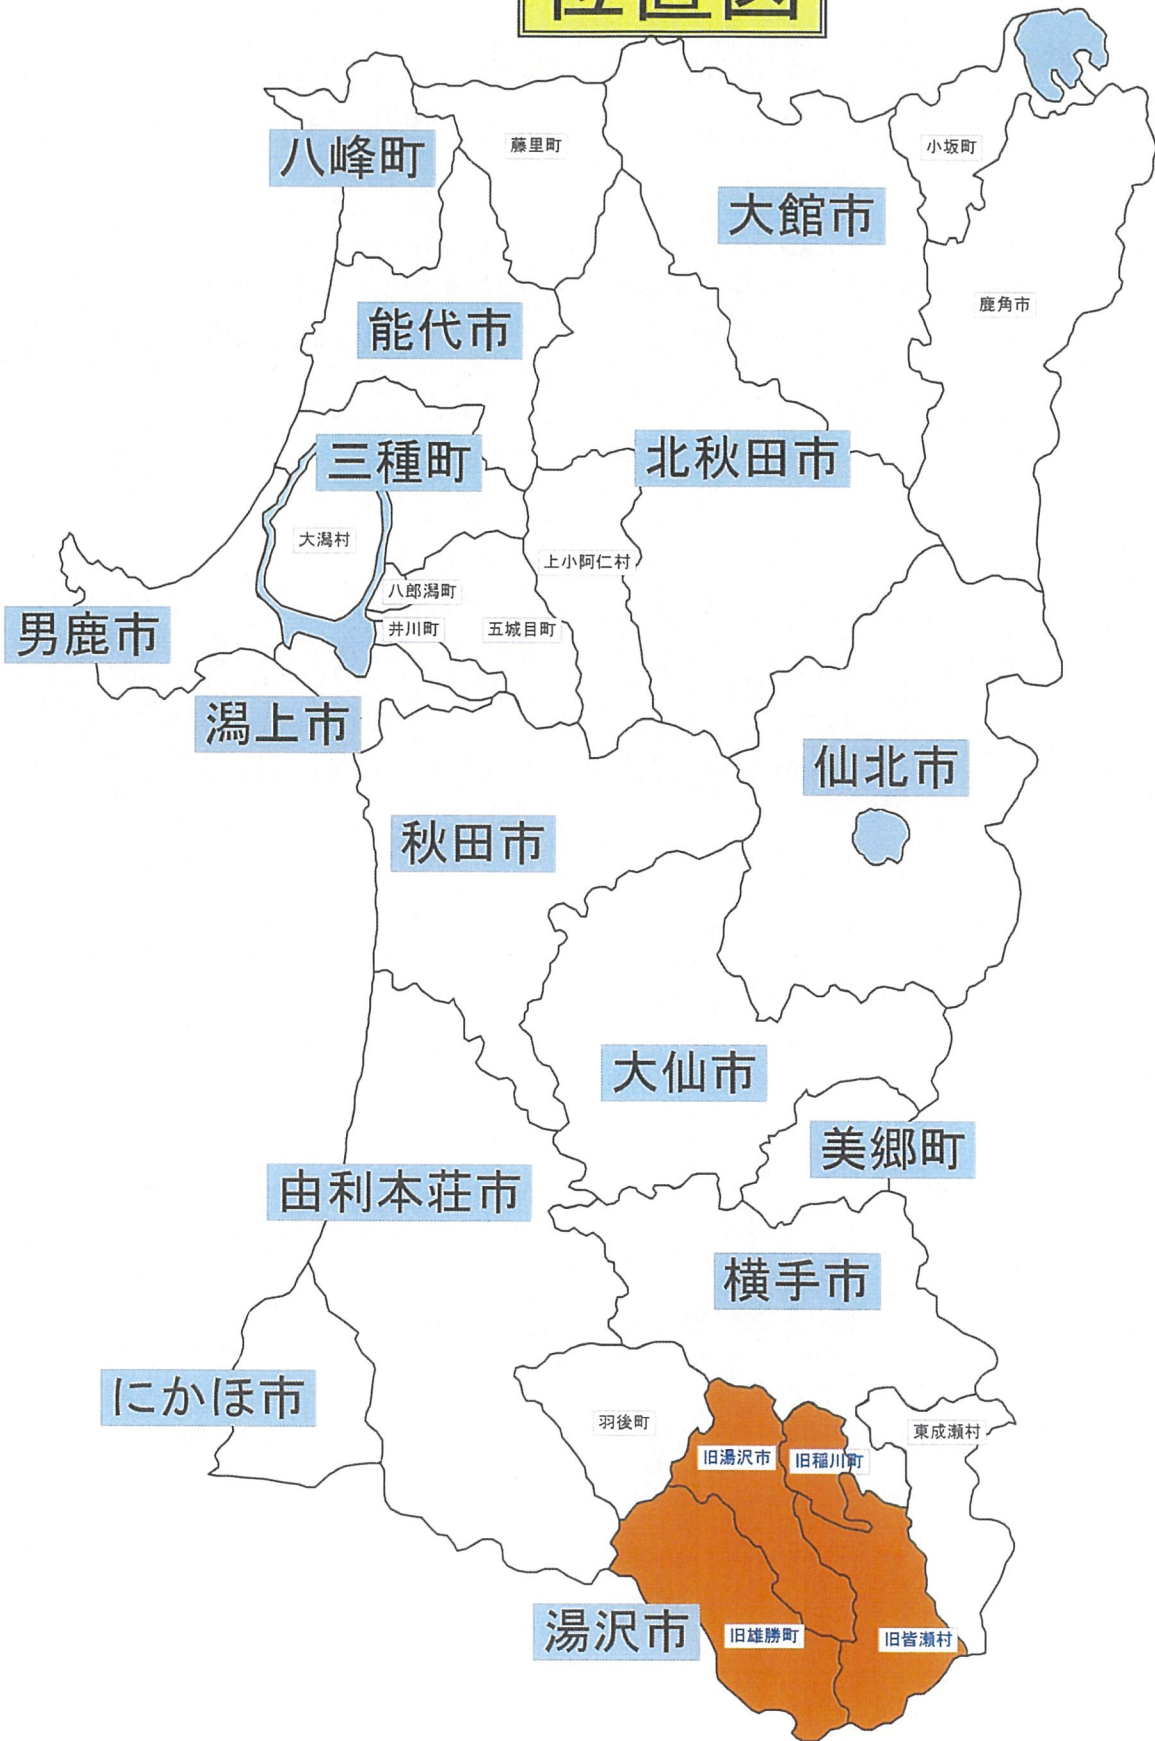 位置図
八峰町
藤里町
小坂町
大館市
鹿角市
能代市
三種町
北秋田市
大潟村
上小阿仁村
八郎潟町
男鹿市
井川町
五城目町
潟上市
仙北市
秋田市
大仙市
美郷町
由利本荘市
横手市
にかほ市
羽後町
東成瀬村
旧湯沢市
旧稲川町
湯沢市
旧雄勝町
旧皆瀬村